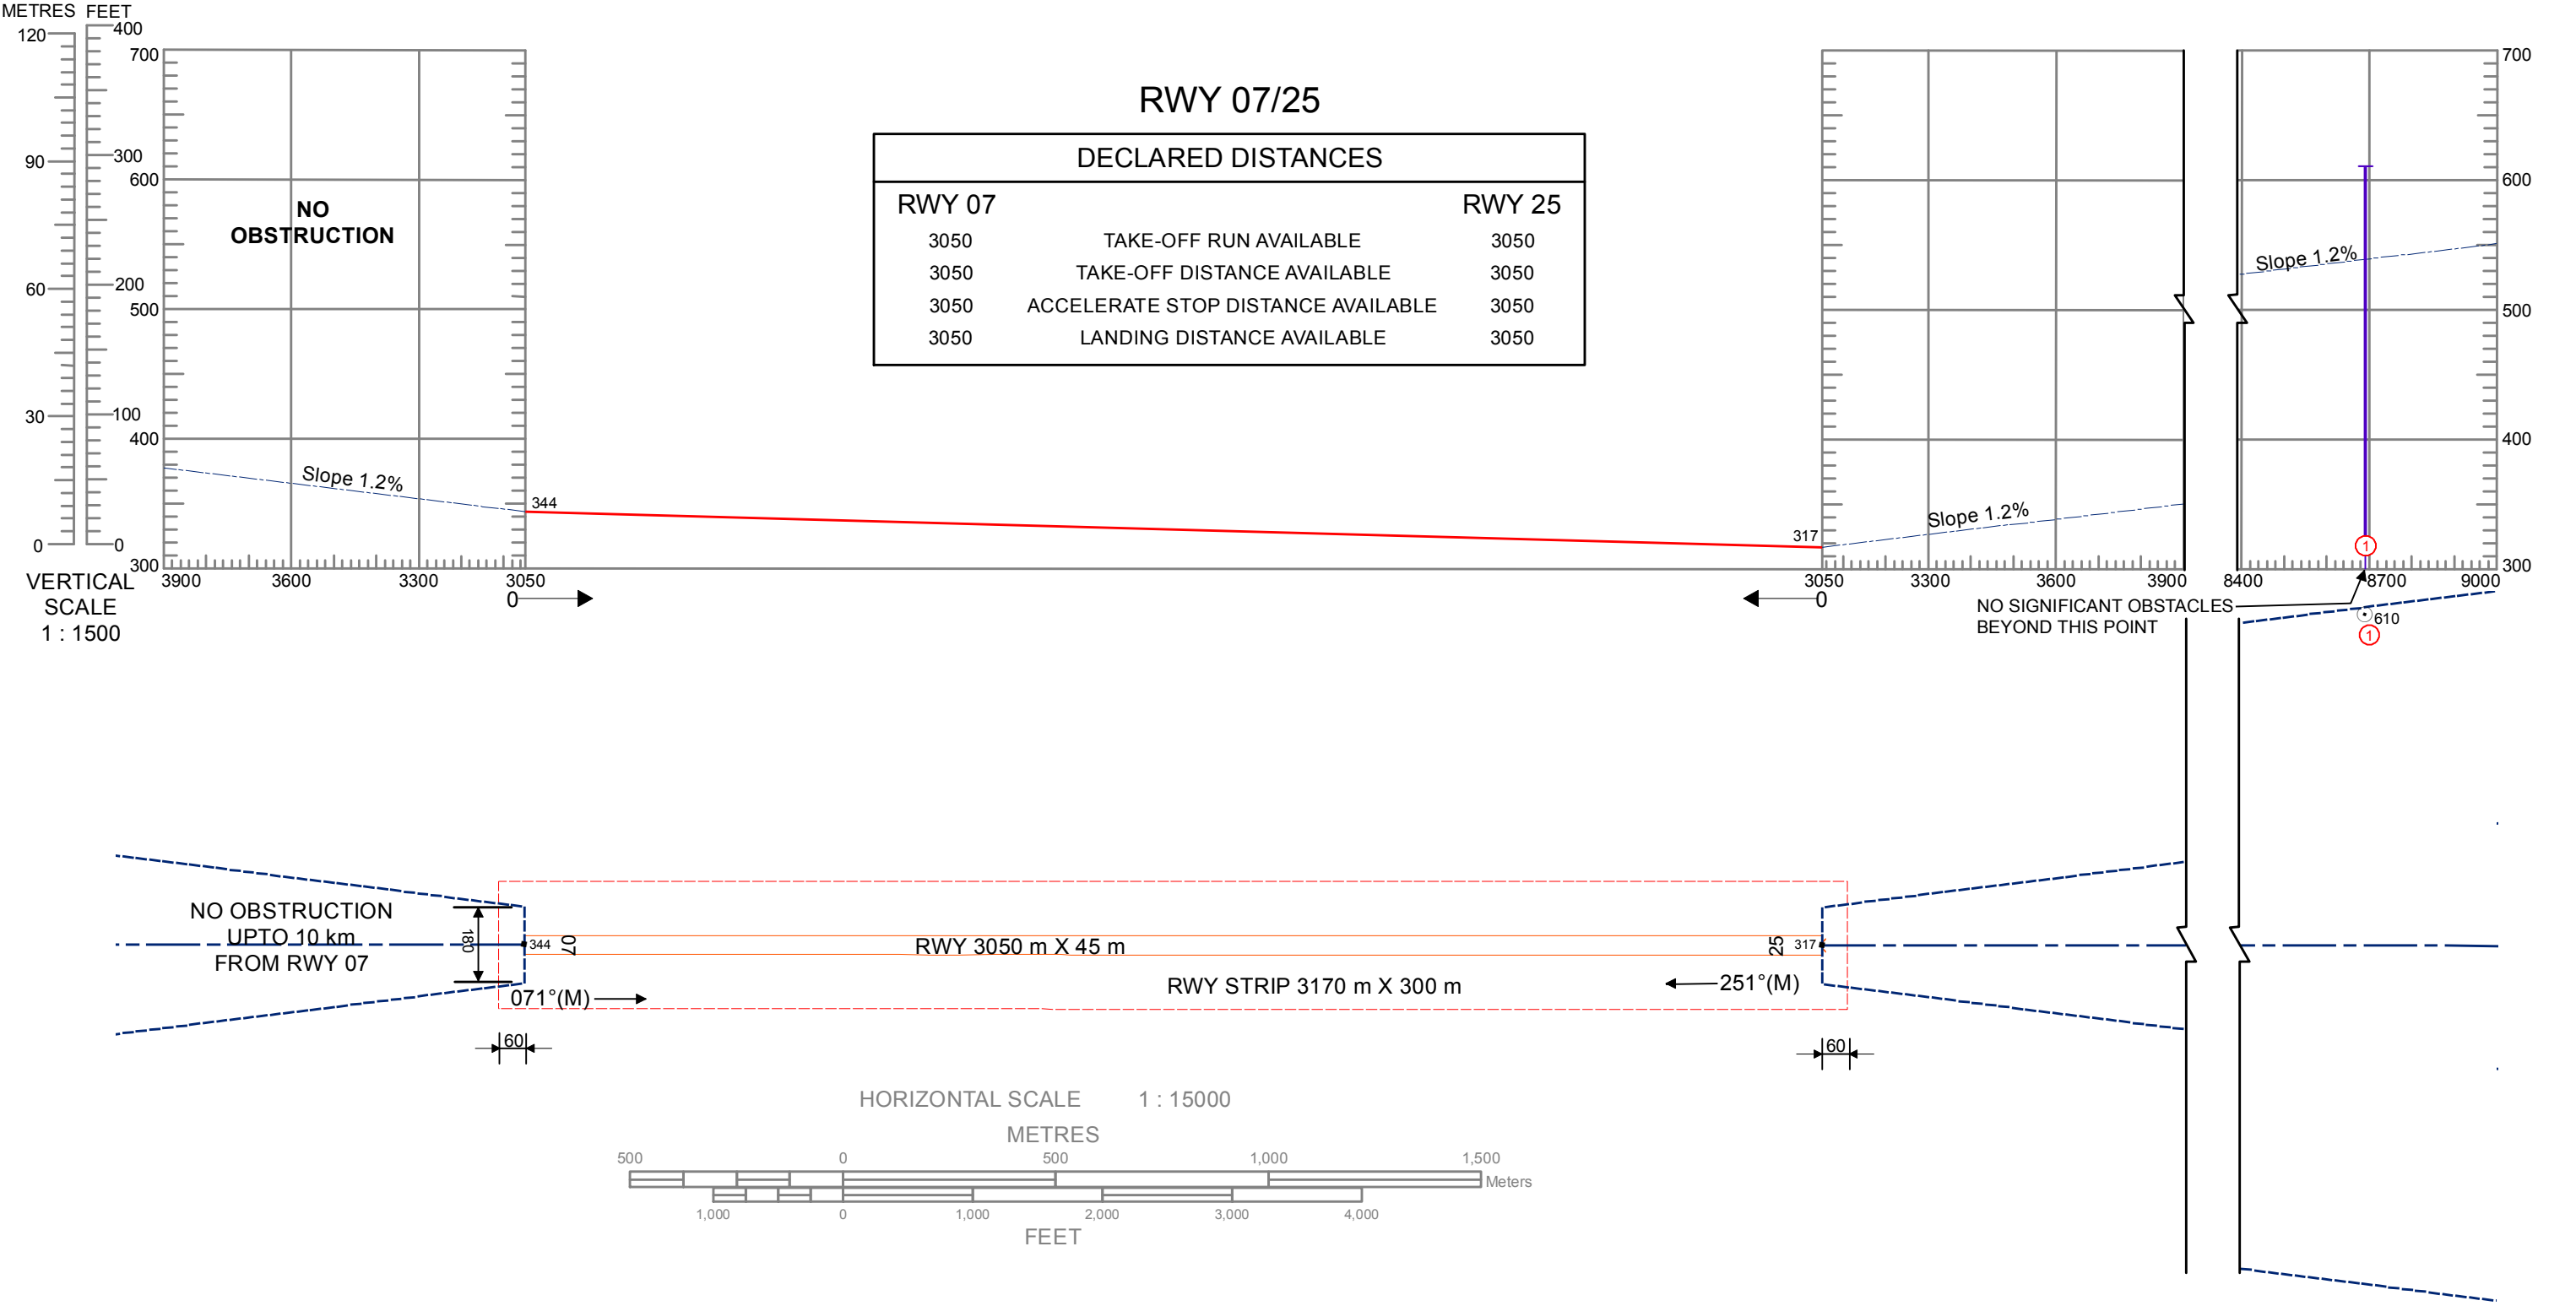 METRES FEET
120
90
60
30
0
400
300
200
100
0
VERTICAL
SCALE
1 : 1500
700
600
500
400
300
NO
OBSTRUCTION
Slope 1.2%
344
3900 3600 3300 3050
0
RWY 07/25
DECLARED DISTANCES
RWY 07 RWY 25
3050 TAKE-OFF RUN AVAILABLE 3050
3050 TAKE-OFF DISTANCE AVAILABLE 3050
3050 ACCELERATE STOP DISTANCE AVAILABLE 3050
3050 LANDING DISTANCE AVAILABLE 3050
317
Slope 1.2%
3050 3300 3600 3900
0
Slope 1.2%
1
8400 8700 9000
700
600
500
400
300
NO SIGNIFICANT OBSTACLES
BEYOND THIS POINT
610
1
NO OBSTRUCTION
UPTO 10 km
FROM RWY 07
180
344
07
RWY 3050 m X 45 m
25
317
RWY STRIP 3170 m X 300 m
071°(M)
251°(M)
60
60
HORIZONTAL SCALE 1 : 15000
METRES
500 0 500 1,000 1,500
Meters
1,000 0 1,000 2,000 3,000 4,000
FEET